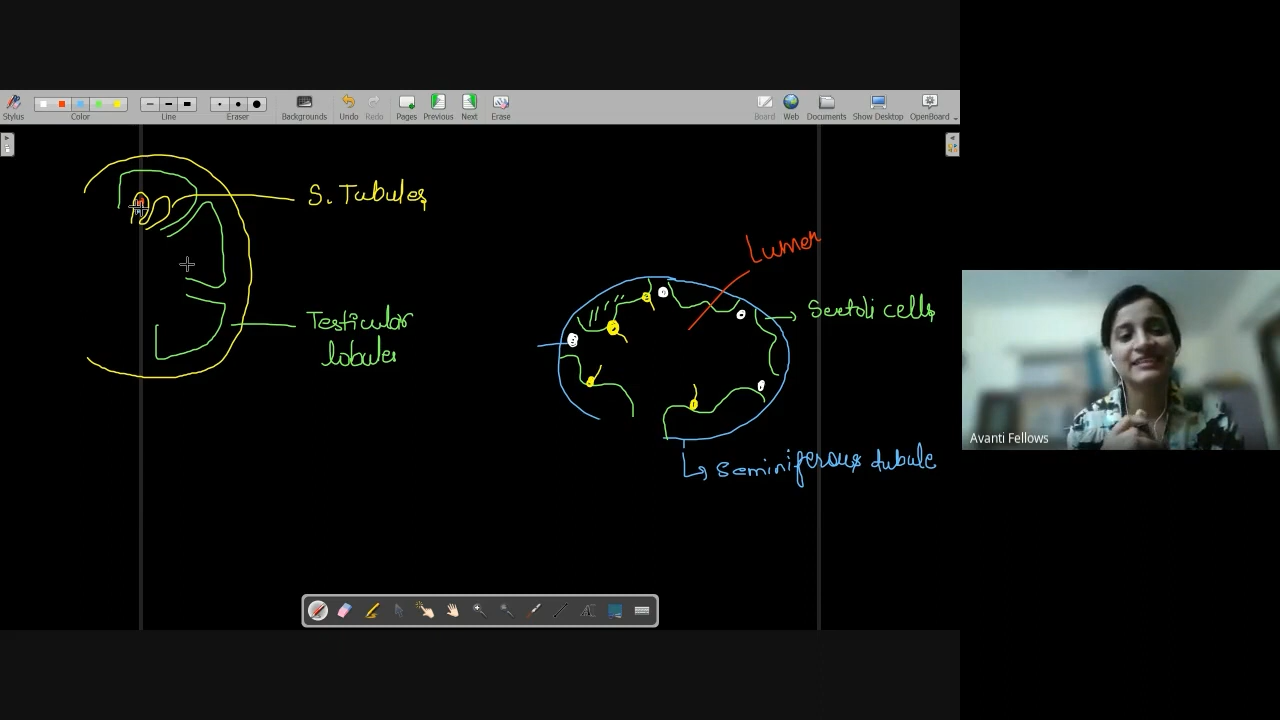 Stylus
Color
Line
Eraser
Backgrounds
Undo
Redo
Pages
Previous
Next
Erase
Board
Web
Documents
Show Desktop
OpenBoard
S. Tubules
Lumen
Testicular
lobules
Sertoli cells
Seminiferous tubule
Avanti Fellows